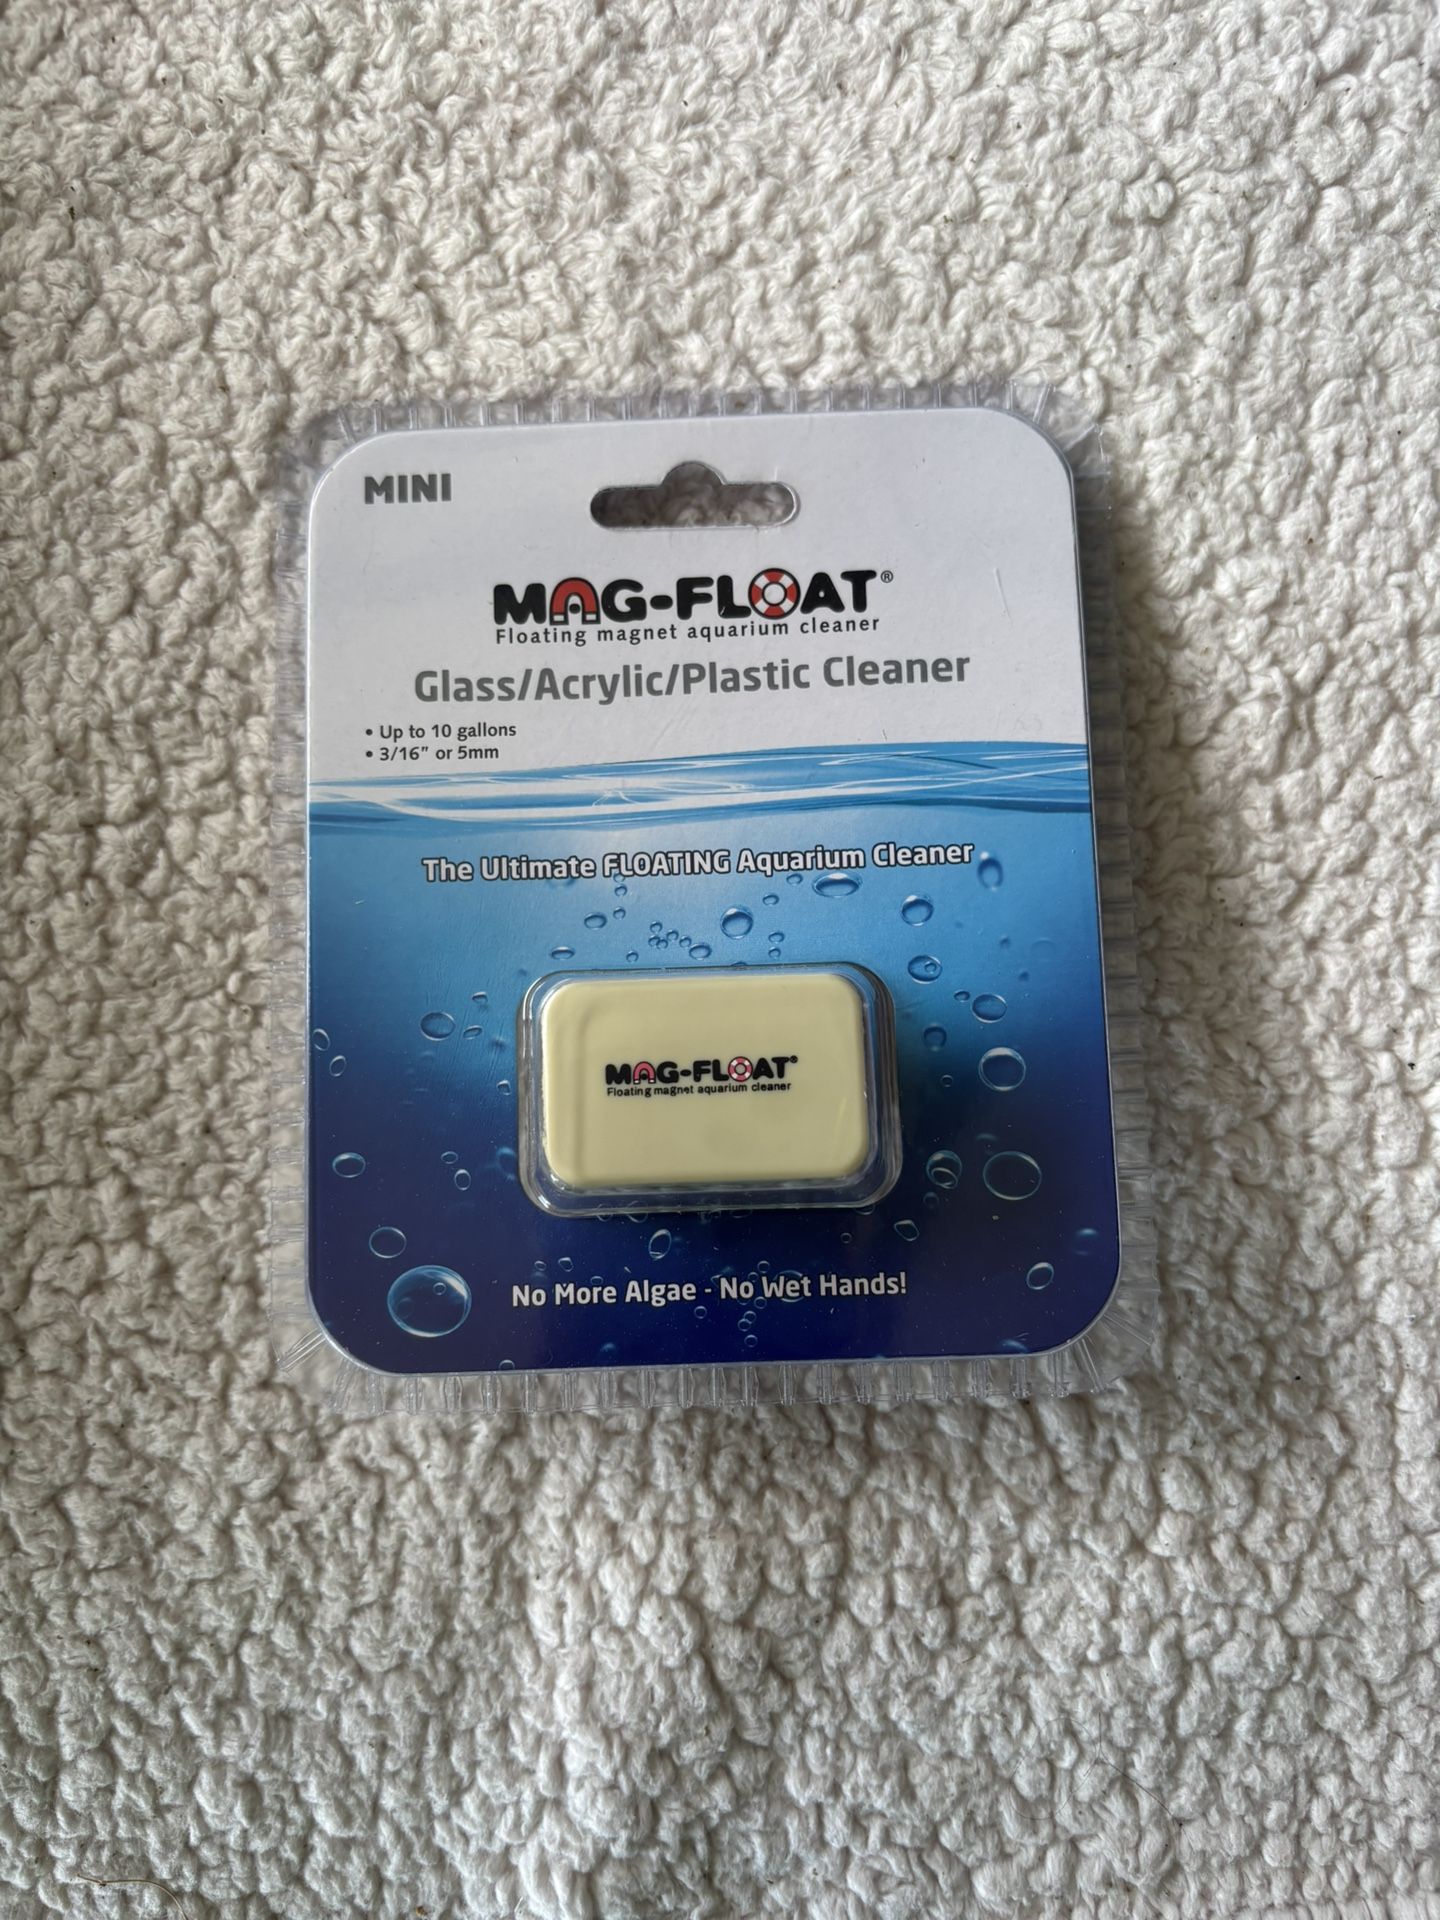 MINI
MAG-FLOAT®
Floating magnet aquarium cleaner
Glass/Acrylic/Plastic Cleaner
• Up to 10 gallons
• 3/16” or 5mm
The Ultimate FLOATING Aquarium Cleaner
MAG-FLOAT®
Floating magnet aquarium cleaner
No More Algae - No Wet Hands!